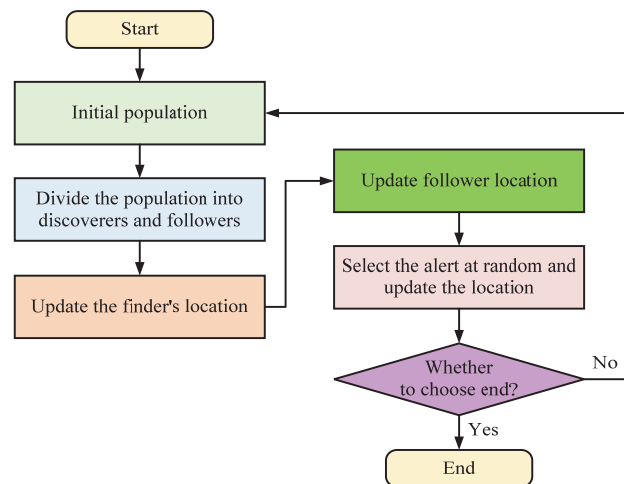 Start
Initial population
Divide the population into
discoverers and followers
Update the finder's location
Update follower location
Select the alert at random and
update the location
Whether
to choose end?
No
Yes
End